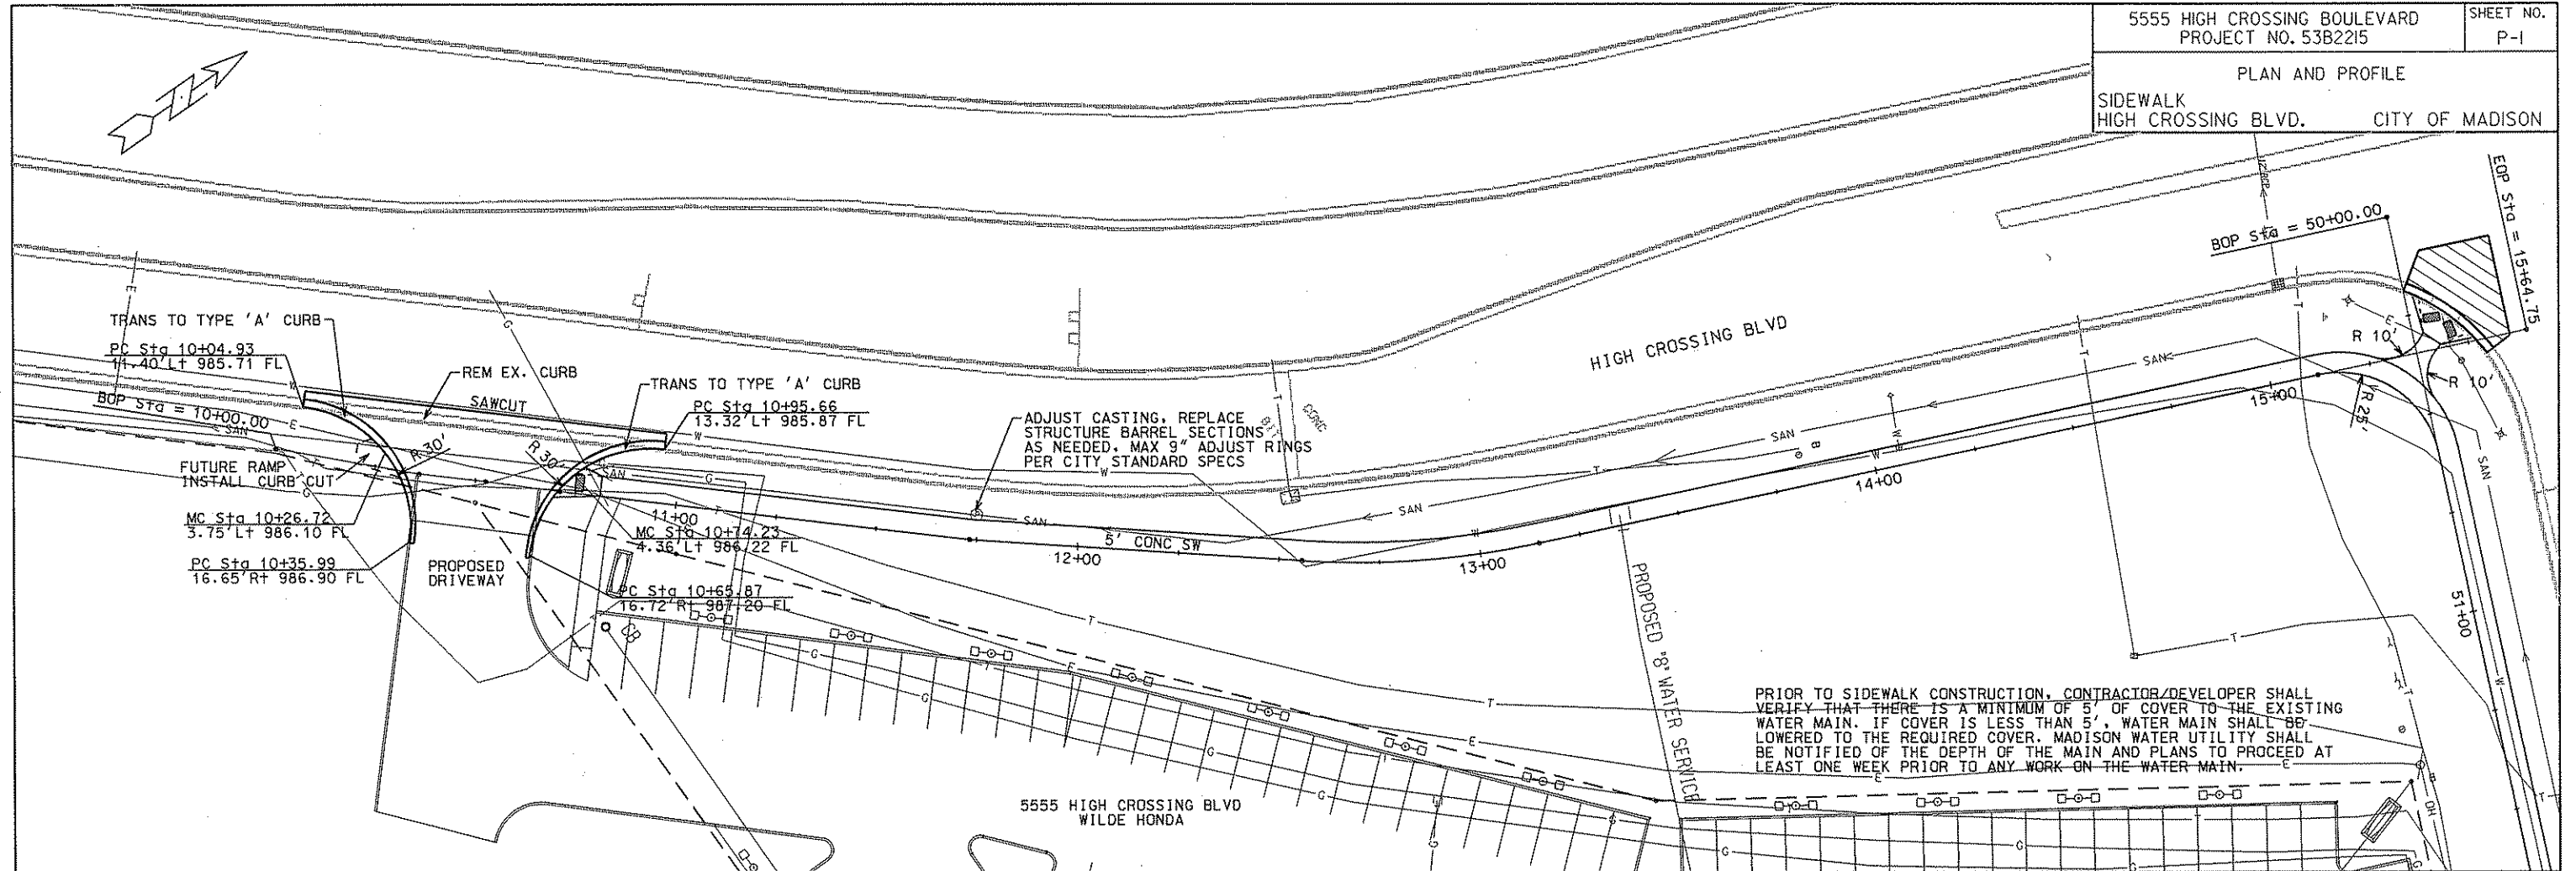 5555 HIGH CROSSING BOULEVARD
PROJECT NO. 53B2215
SHEET NO.
P-1
PLAN AND PROFILE
SIDEWALK
HIGH CROSSING BLVD. CITY OF MADISON
EOP Sta = 15+64.75
BOP Sta = 50+00.00
12" RCP
TRANS TO TYPE 'A' CURB
PC Sta 10+04.93
11.40' Lt 985.71 FL
REM EX. CURB
SAWCUT
TRANS TO TYPE 'A' CURB
PC Sta 10+95.66
13.32' Lt 985.87 FL
BOP Sta = 10+00.00
R 30'
R 30'
FUTURE RAMP
INSTALL CURB CUT
MC Sta 10+26.72
3.75' Lt 986.10 FL
PC Sta 10+35.99
16.65' Rt 986.90 FL
PROPOSED
DRIVEWAY
11+00
MC Sta 10+74.23
4.36' Lt 986.22 FL
PC Sta 10+65.87
16.72' Rt 987.20 FL
CB
ADJUST CASTING, REPLACE
STRUCTURE BARREL SECTIONS
AS NEEDED. MAX 9" ADJUST RINGS
PER CITY STANDARD SPECS
CONC
HIGH CROSSING BLVD
R 10'
R 10'
R 25'
SAN
SAN
SAN
SAN
SAN
SAN
SAN
5' CONC SW
12+00
13+00
14+00
15+00
51+00
PROPOSED 8" WATER SERVICE
PRIOR TO SIDEWALK CONSTRUCTION, CONTRACTOR/DEVELOPER SHALL
VERIFY THAT THERE IS A MINIMUM OF 5' OF COVER TO THE EXISTING
WATER MAIN. IF COVER IS LESS THAN 5', WATER MAIN SHALL BE
LOWERED TO THE REQUIRED COVER. MADISON WATER UTILITY SHALL
BE NOTIFIED OF THE DEPTH OF THE MAIN AND PLANS TO PROCEED AT
LEAST ONE WEEK PRIOR TO ANY WORK ON THE WATER MAIN.
OH
5555 HIGH CROSSING BLVD
WILDE HONDA